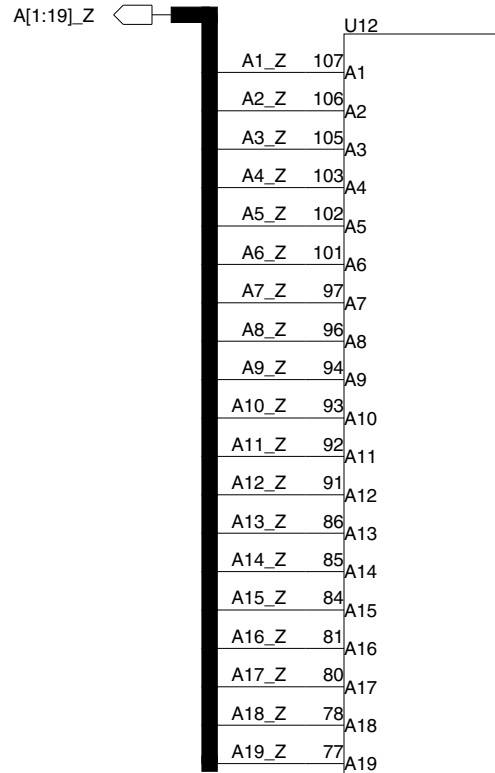 A[1:19]_Z
U12
A1_Z 107 A1
A2_Z 106 A2
A3_Z 105 A3
A4_Z 103 A4
A5_Z 102 A5
A6_Z 101 A6
A7_Z 97 A7
A8_Z 96 A8
A9_Z 94 A9
A10_Z 93 A10
A11_Z 92 A11
A12_Z 91 A12
A13_Z 86 A13
A14_Z 85 A14
A15_Z 84 A15
A16_Z 81 A16
A17_Z 80 A17
A18_Z 78 A18
A19_Z 77 A19